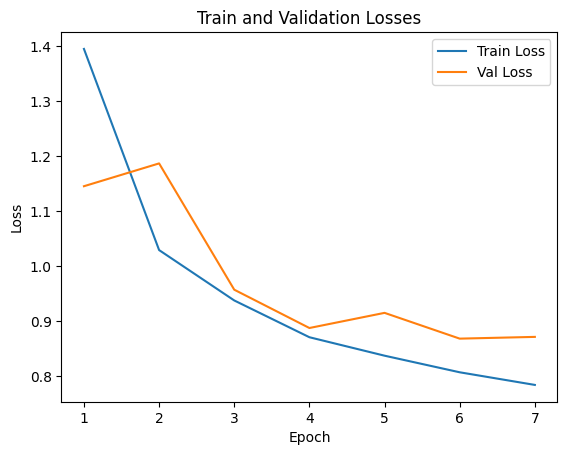 Train and Validation Losses
Train Loss
Val Loss
Loss
1.4
1.3
1.2
1.1
1.0
0.9
0.8
1 2 3 4 5 6 7
Epoch